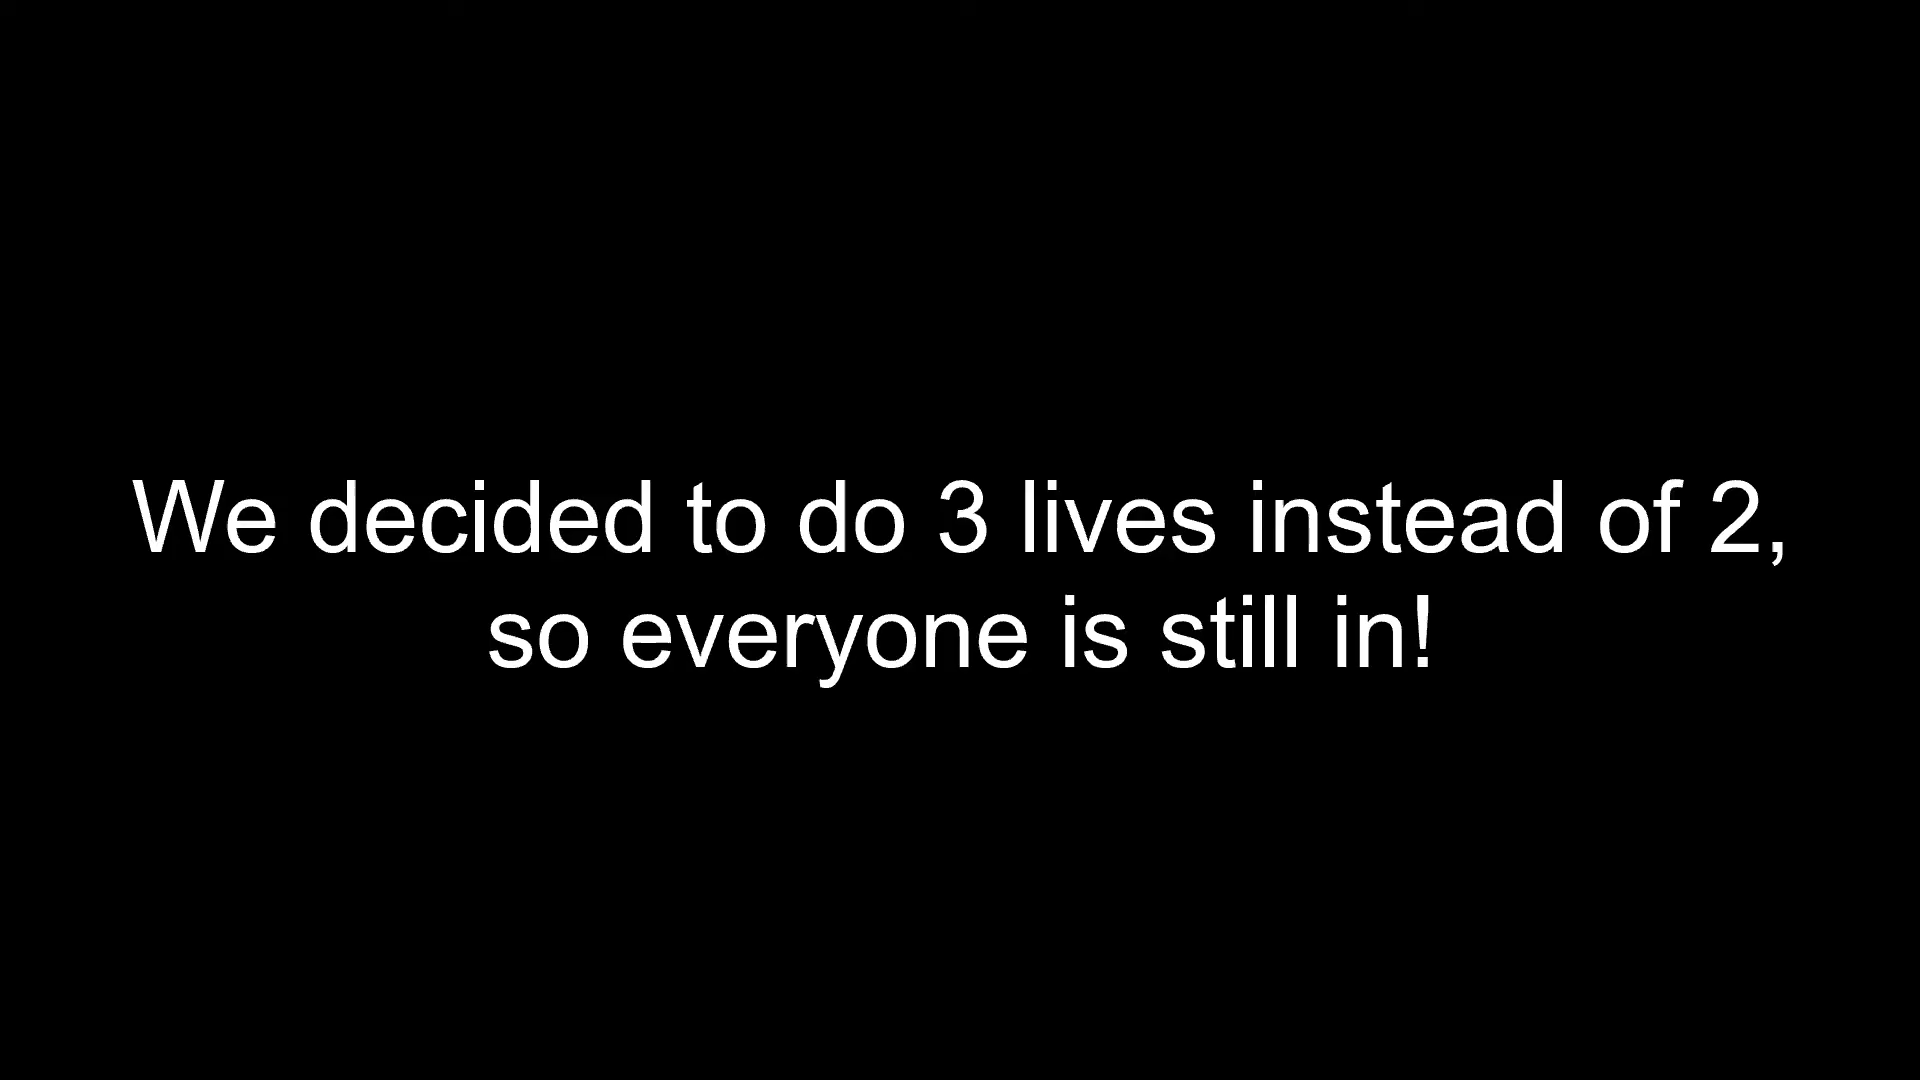 We decided to do 3 lives instead of 2,
so everyone is still in!